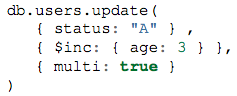 db.users.update(
   { status: "A" } ,
   { $inc: { age: 3 } },
   { multi: true }
)